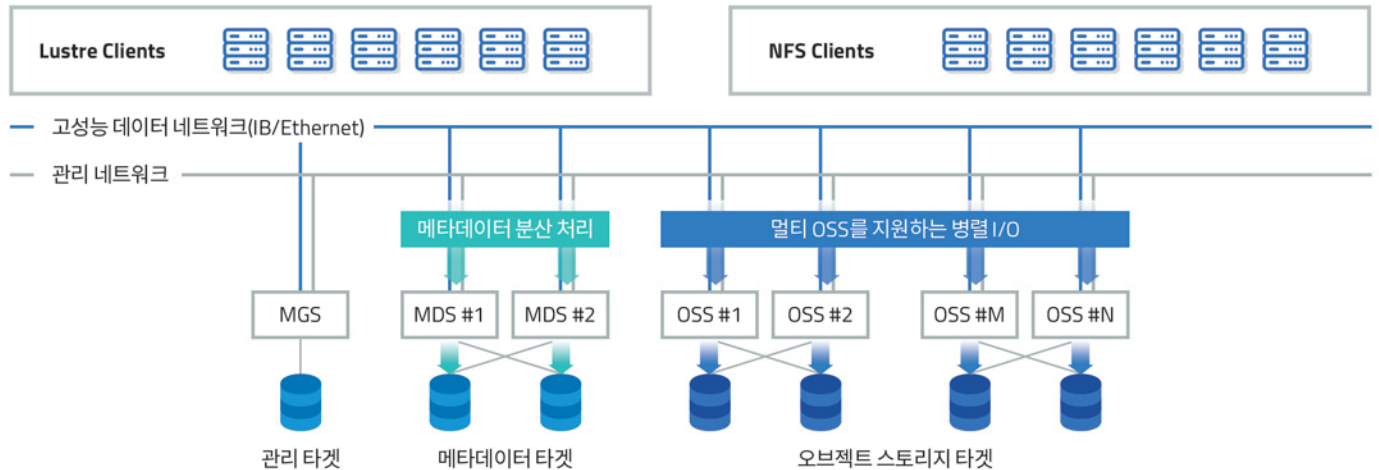 Lustre Clients
NFS Clients
고성능 데이터 네트워크(IB/Ethernet)
관리 네트워크
메타데이터 분산 처리
멀티 OSS를 지원하는 병렬 I/O
MGS
MDS #1
MDS #2
OSS #1
OSS #2
OSS #M
OSS #N
관리 타겟
메타데이터 타겟
오브젝트 스토리지 타겟